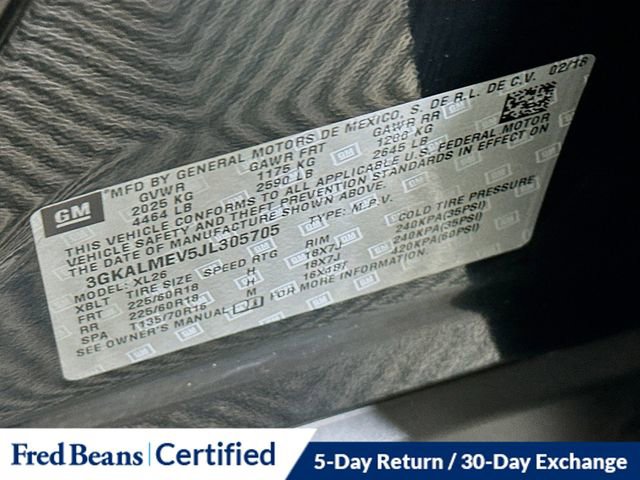 GM
MFD BY GENERAL MOTORS DE MEXICO, S. DE R.L. DE C.V. 02/18
GVWR GAWR FRT GAWR RR
2025 KG 1175 KG 1200 KG
4464 LB 2590 LB 2645 LB
THIS VEHICLE CONFORMS TO ALL APPLICABLE U.S. FEDERAL MOTOR
VEHICLE SAFETY AND THEFT PREVENTION STANDARDS IN EFFECT ON
THE DATE OF MANUFACTURE SHOWN ABOVE.
3GKALMEV5JL305705 TYPE: M.P.V.
MODEL: XL26
XBLT TIRE SIZE SPEED RTG RIM COLD TIRE PRESSURE
FRT 225/60R18 H 18X7J 240KPA(35PSI)
RR 225/60R18 H 18X7J 240KPA(35PSI)
SPA T135/70R16 M 16X4BT 420KPA(60PSI)
SEE OWNER'S MANUAL FOR MORE INFORMATION.
Fred Beans Certified 5-Day Return / 30-Day Exchange